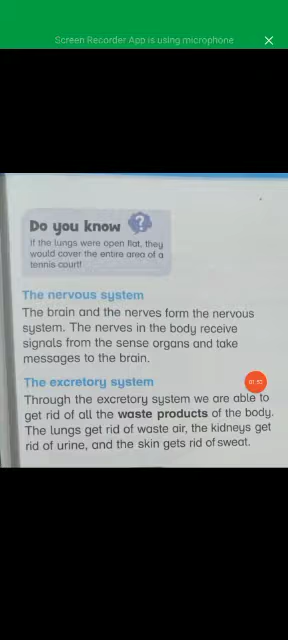 Screen Recorder App is using microphone
Do you know ?
If the lungs were open flat, they
would cover the entire area of a
tennis court!
The nervous system
The brain and the nerves form the nervous
system. The nerves in the body receive
signals from the sense organs and take
messages to the brain.
The excretory system
Through the excretory system we are able to
get rid of all the waste products of the body.
The lungs get rid of waste air, the kidneys get
rid of urine, and the skin gets rid of sweat.